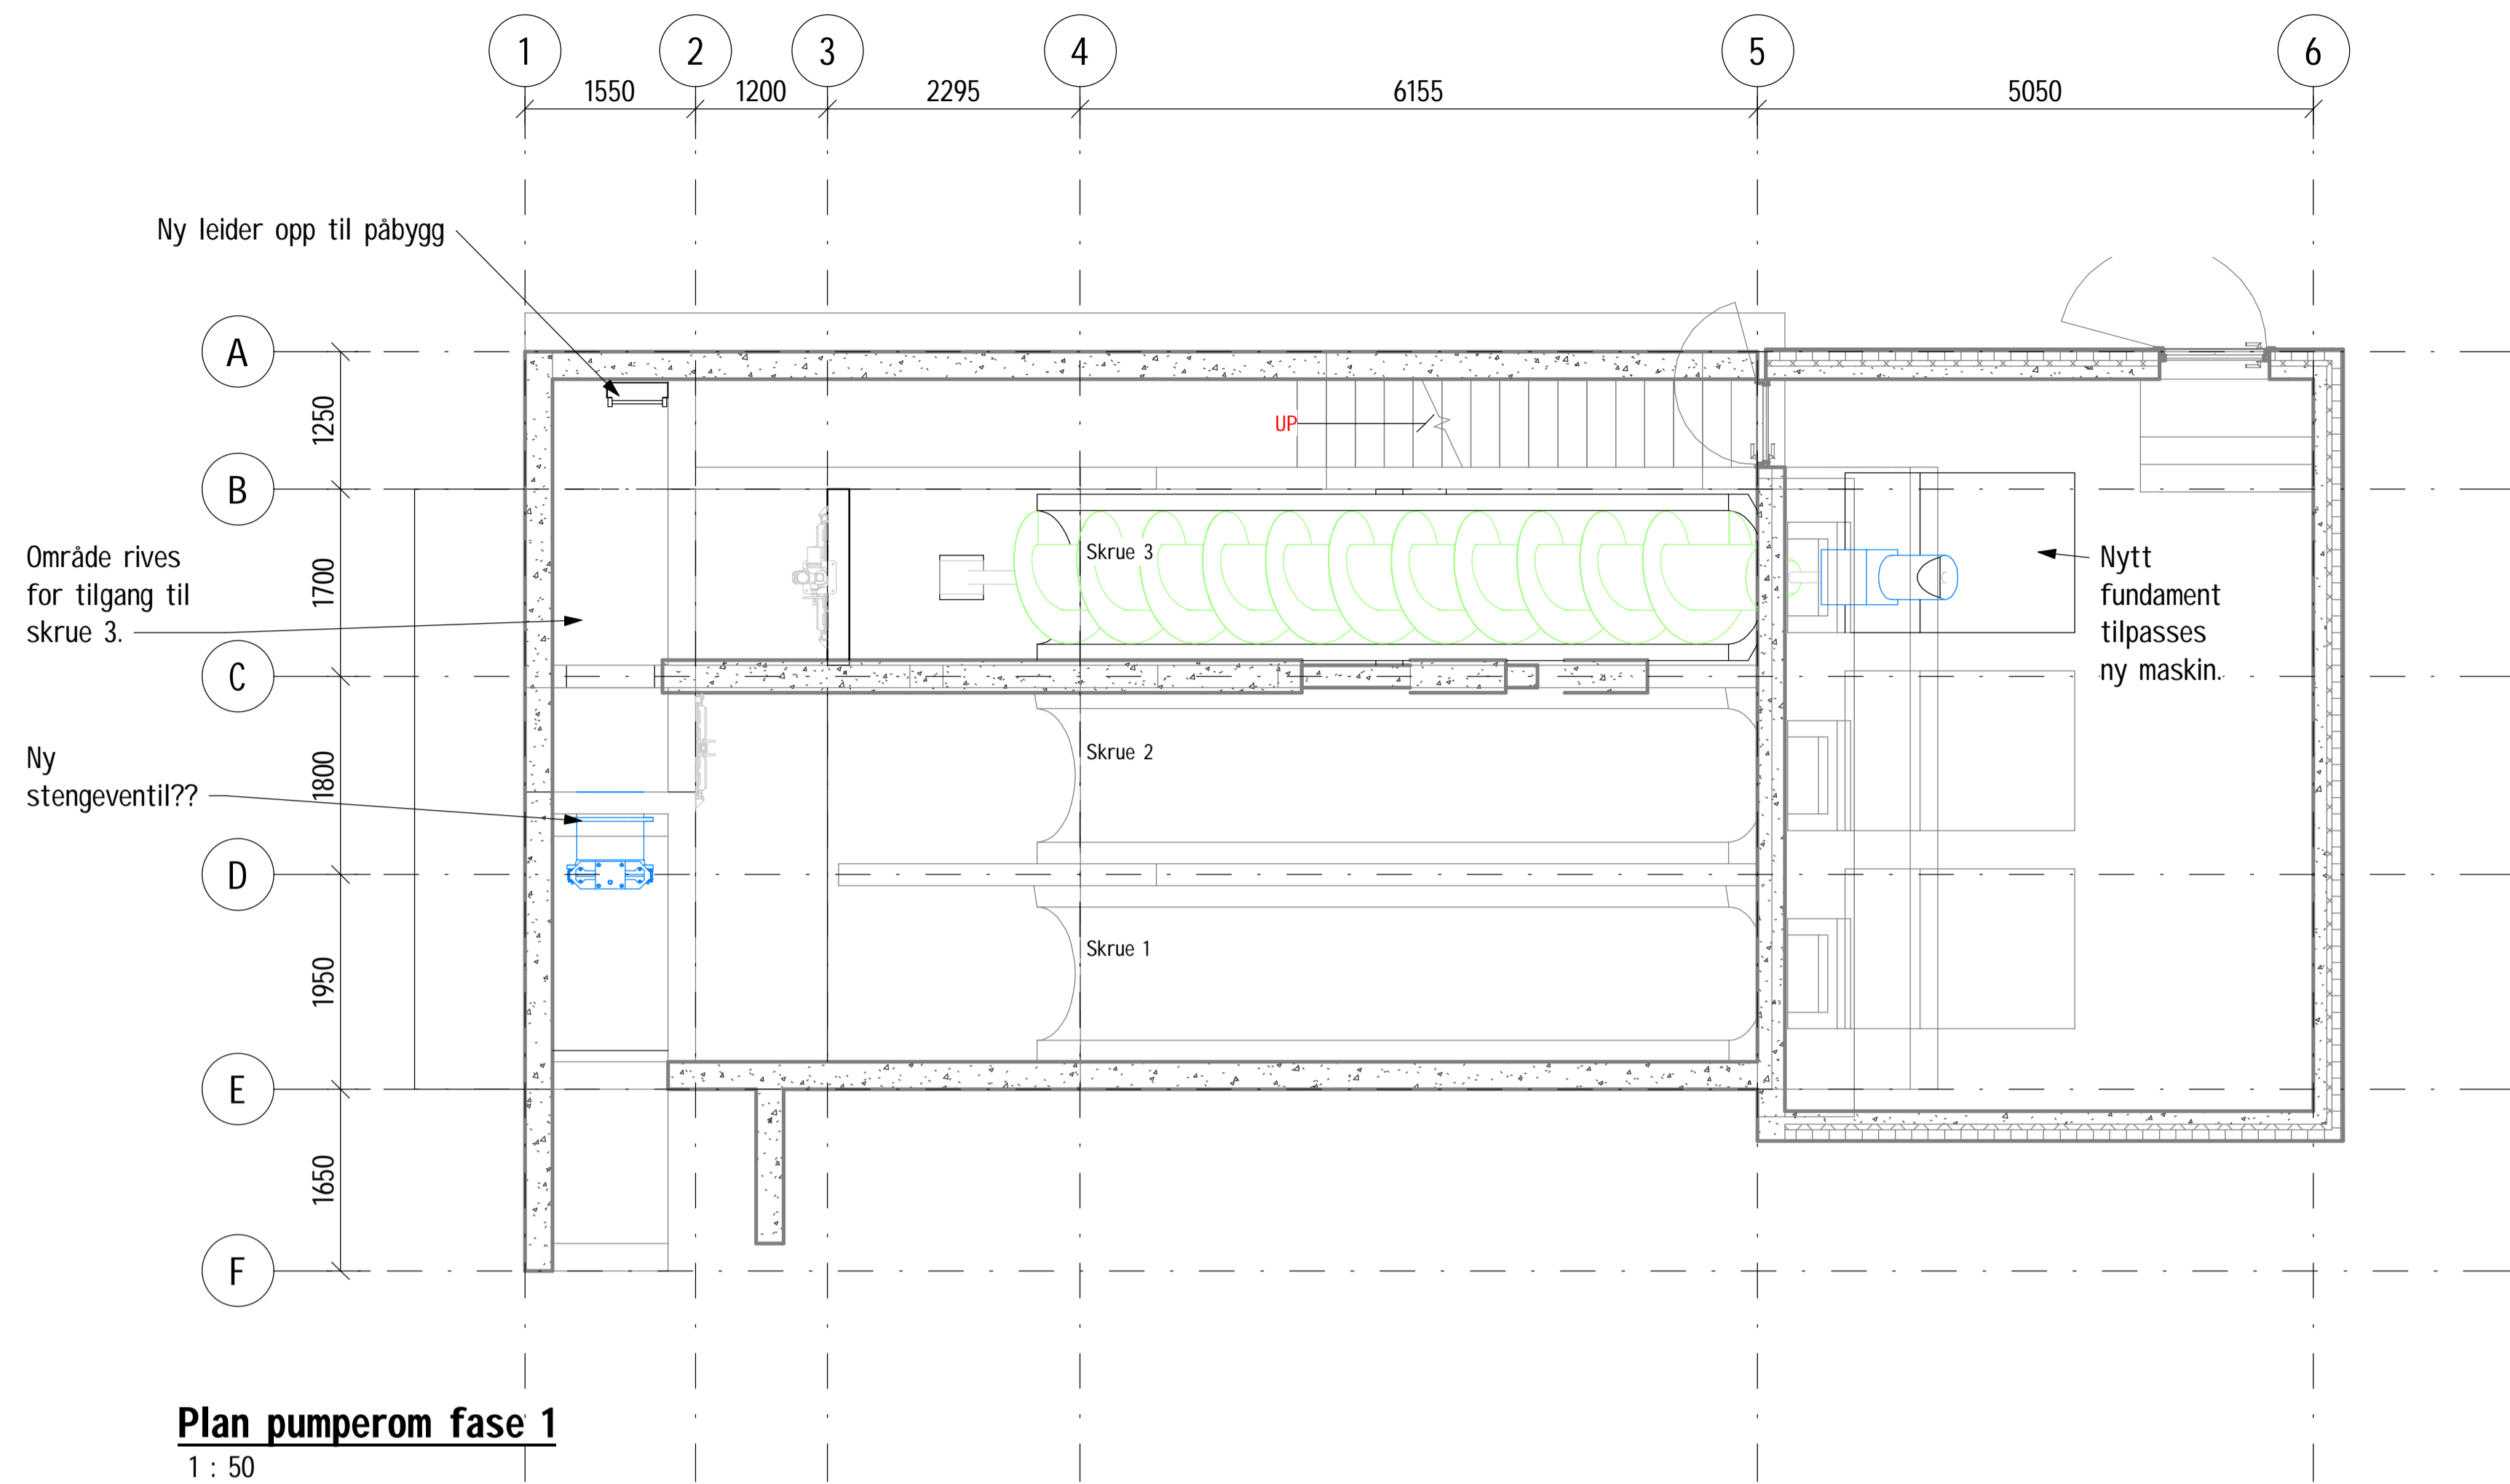 1 2 3 4 5 6
1550 1200 2295 6155 5050
Ny leider opp til påbygg
A
1250
UP
B
Område rives
for tilgang til
skrue 3.
1700
Skrue 3
Nytt
fundament
tilpasses
ny maskin.
C
Ny
stengeventil??
1800
Skrue 2
D
1950
Skrue 1
E
1650
F
Plan pumperom fase 1
1 : 50